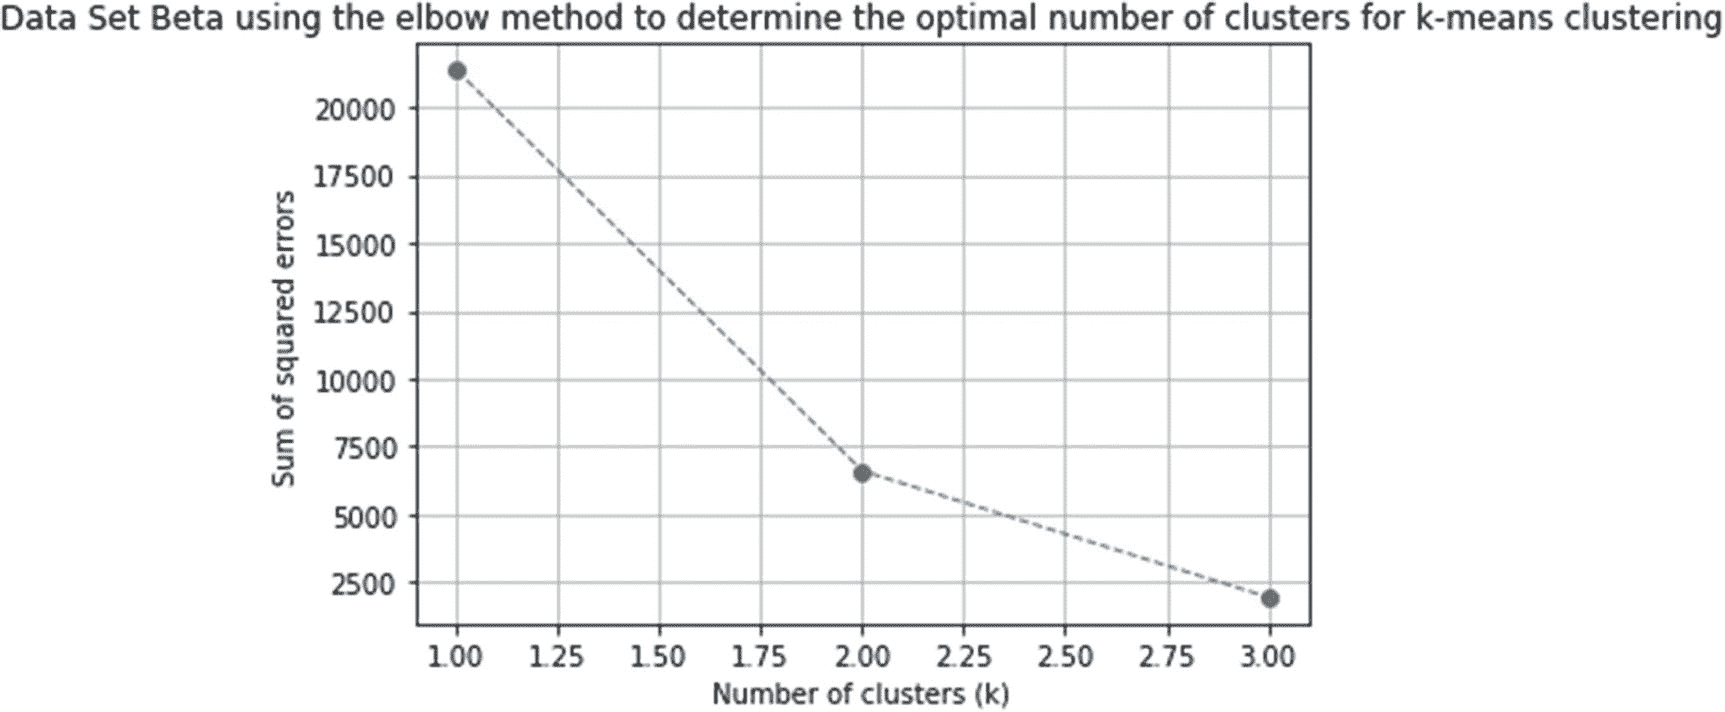 Data Set Beta using the elbow method to determine the optimal number of clusters for k-means clustering
Sum of squared errors
20000
17500
15000
12500
10000
7500
5000
2500
1.00 1.25 1.50 1.75 2.00 2.25 2.50 2.75 3.00
Number of clusters (k)